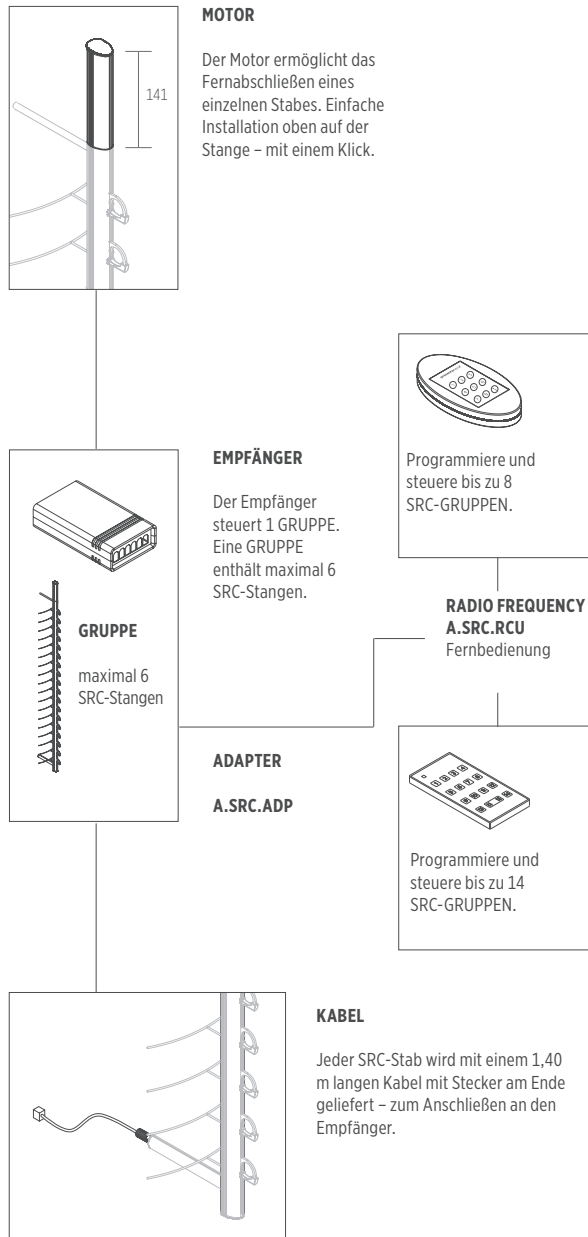 MOTOR
Der Motor ermöglicht das
Fernabschließen eines
einzelnen Stabes. Einfache
Installation oben auf der
Stange – mit einem Klick.
141
EMPFÄNGER
Der Empfänger
steuert 1 GRUPPE.
Eine GRUPPE
enthält maximal 6
SRC-Stangen.
GRUPPE
maximal 6
SRC-Stangen
Programmiere und
steuere bis zu 8
SRC-GRUPPEN.
RADIO FREQUENCY
A.SRC.RCU
Fernbedienung
ADAPTER
A.SRC.ADP
Programmiere und
steuere bis zu 14
SRC-GRUPPEN.
KABEL
Jeder SRC-Stab wird mit einem 1,40
m langen Kabel mit Stecker am Ende
geliefert – zum Anschließen an den
Empfänger.